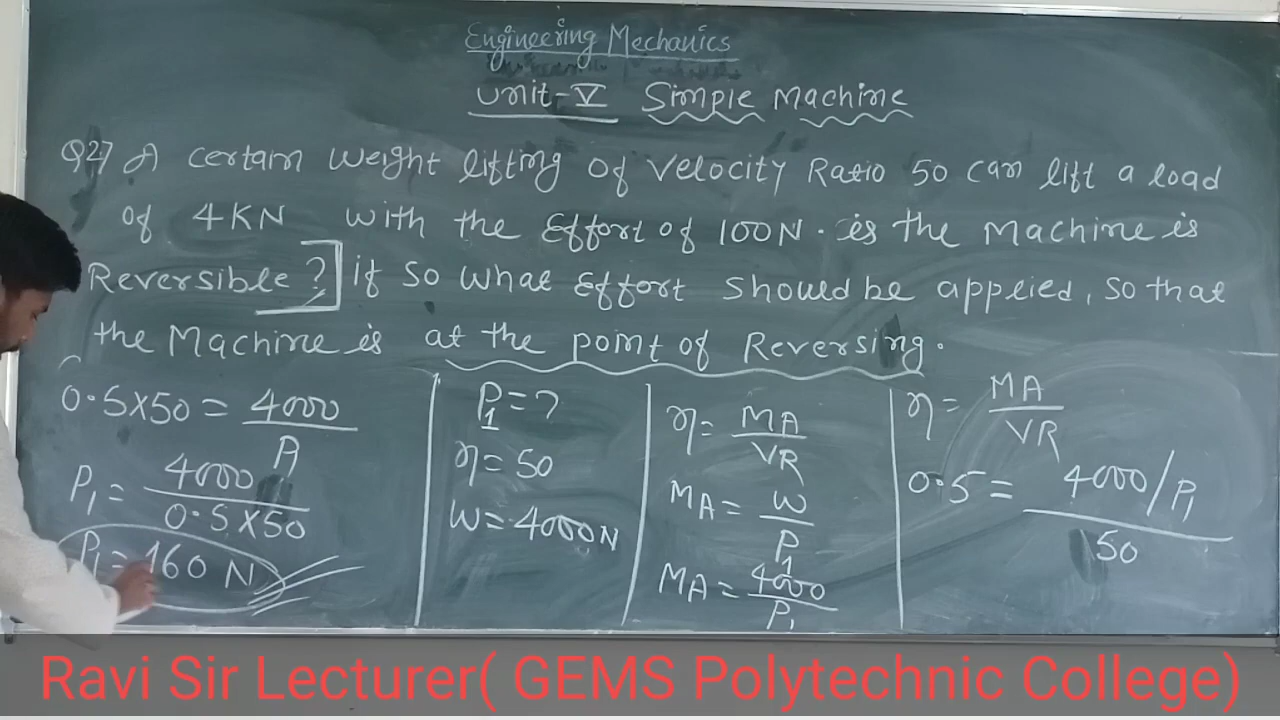 Engineering Mechanics
Unit-V Simple Machine
Q27 A certain weight lifting of Velocity Ratio 50 can lift a load
of 4KN with the Effort of 100N. is the Machine is
Reversible? If so what Effort should be applied, so that
the Machine is at the point of Reversing.
0.5x50 = 4000
P1
P1 = 4000
0.5x50
P1 = 160 N
P1 = ?
η = 50
W = 4000N
η = MA
VR
MA = W
P1
MA = 4000
P1
η = MA
VR
0.5 = 4000/P1
50
Ravi Sir Lecturer( GEMS Polytechnic College)